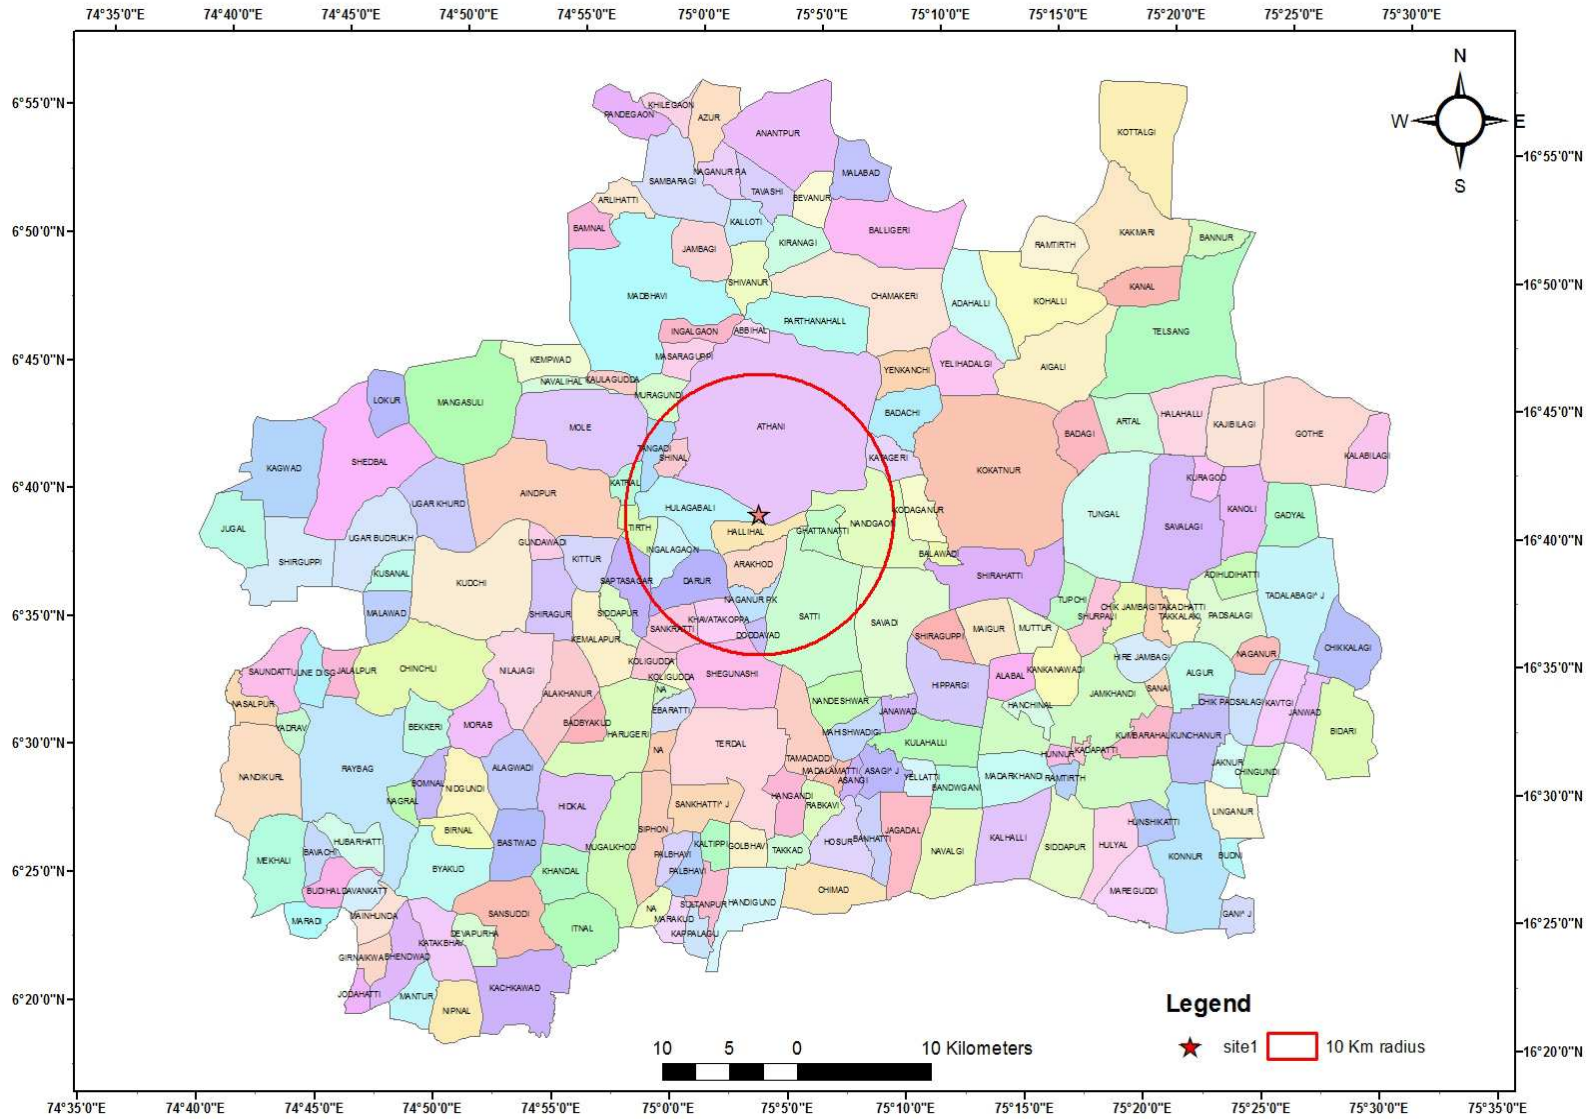 74°35'0"E 74°40'0"E 74°45'0"E 74°50'0"E 74°55'0"E 75°0'0"E 75°5'0"E 75°10'0"E 75°15'0"E 75°20'0"E 75°25'0"E 75°30'0"E
N
W E
S
6°55'0"N
16°55'0"N
6°50'0"N
16°50'0"N
6°45'0"N
16°45'0"N
6°40'0"N
16°40'0"N
6°35'0"N
16°35'0"N
6°30'0"N
16°30'0"N
6°25'0"N
16°25'0"N
6°20'0"N
16°20'0"N
PANDEGAON KHILEGAON AZUR
ANANTPUR KOTTALGI
SAMBARAGI NAGANUR PA TAVASHI MALABAD
ARLIHATTI BEVANUR
BAMNAL KALLOTI BALLIGERI KAKMARI BANNUR
JAMBAGI KIRANAGI RAMTIRTH
MADBHAVI SHIVANUR CHAMAKERI ADAHALLI KOHALLI KANAL
INGALGAON ABBIHAL PARTHANAHALL TELSANG
KEMPWAD MASARAGUPPI YENKANCHI YELIHADALGI AIGALI
NAVALIHAL KAULAGUDDA MURAGUNDI
LOKUR MANGASULI BADACHI HALAHALLI
MOLE ATHANI BADAGI ARTAL KAJIBILAGI GOTHE
SHEDBAL TANGADI SHINAL KATAGERI KALABILAGI
KAGWAD KOKATNUR KURAGOD
UGAR KHURD AINDPUR KATRAL HULAGABALI KODAGANUR TUNGAL SAVALAGI KANOLI GADYAL
JUGAL UGAR BUDRUKH TIRTH HALLIHAL GHATTANATTI NANDGAON
GUNDAWADI INGALAGAON BALAWADI
SHIRGUPPI KUSANAL KUDCHI KITTUR SAPTASAGAR DARUR ARAKHOD SHIRAHATTI ADIHUDIHATTI
MALAWAD SHIRAGUR SIDDAPUR NAGANUR P.K TUPCHI CHIK JAMBAGI TAKADHATTI TADALABAGI^ J
KHAVATAKOPPA SATTI SAVADI SHURPALI TAKKALAKI PADSALAGI
KEMALAPUR SANKRATTI DODDAVAD SHIRAGUPPI MAIGUR MUTTUR
SAUNDATTI JUNE DIGG JALALPUR CHINCHLI NILAJAGI KOLIGUDDA SHEGUNASHI HIRE JAMBAGI NAGANUR CHIKKALAGI
KOLIGUDDA HIPPARGI ALABAL KANKANAWADI ALGUR
NASALPUR ALAKHANUR NA NANDESHWAR JAMKHANDI SANAI
YADRAV BEKKERI MORAB BADBYAKUD EBARATTI JANAWAD HANCHINAL CHIK PADSALAGI KAVTGI JANWAD
HARUGERI MAHISHWADIGI KUMBARAHAL KUNCHANUR BIDARI
NANDIKURL RAYBAG ALAGWADI NA TERDAL KULAHALLI HUNNUR KADAPATTI
TAMADADDI JAKNUR
BOMNAL NIDGUNDI MADALAMATTI ASANGI ASAGI^ J YELLATTI BANDWGANI MADARKHANDI RAMTIRTH CHINGUNDI
NAGRAL HIDKAL SANKHATTI^ J HANGANDI RABKAVI
BIRNAL SIPHON LINGANUR
HUBARHATTI BASTWAD MUGALKHOD KALTIPPI GOLBHAVI TAKKAD HOSUR BANHATTI JAGADAL NAVALGI KALHALLI SIDDAPUR HULYAL HUNSHIKATTI
MEKHALI BAVACHI BYAKUD KHANDAL PALBHAVI PALBHAVI KONNUR BUDNI
BUDIHAL DAVANKATT CHIMAD MAREGUDDI
MARADI MAINHUNDA SANSUDDI NA SULTANPUR HANDIGUND GANI^ J
DEVAPURHA ITNAL MARAKUD KAPPALAGU
GIRNAIKWA BHENDWAD KATAKBHAV
JODAHATTI MANTUR NIPNAL KACHKAWAD
Legend
site1 10 Km radius
10 5 0 10 Kilometers
74°35'0"E 74°40'0"E 74°45'0"E 74°50'0"E 74°55'0"E 75°0'0"E 75°5'0"E 75°10'0"E 75°15'0"E 75°20'0"E 75°25'0"E 75°30'0"E 75°35'0"E